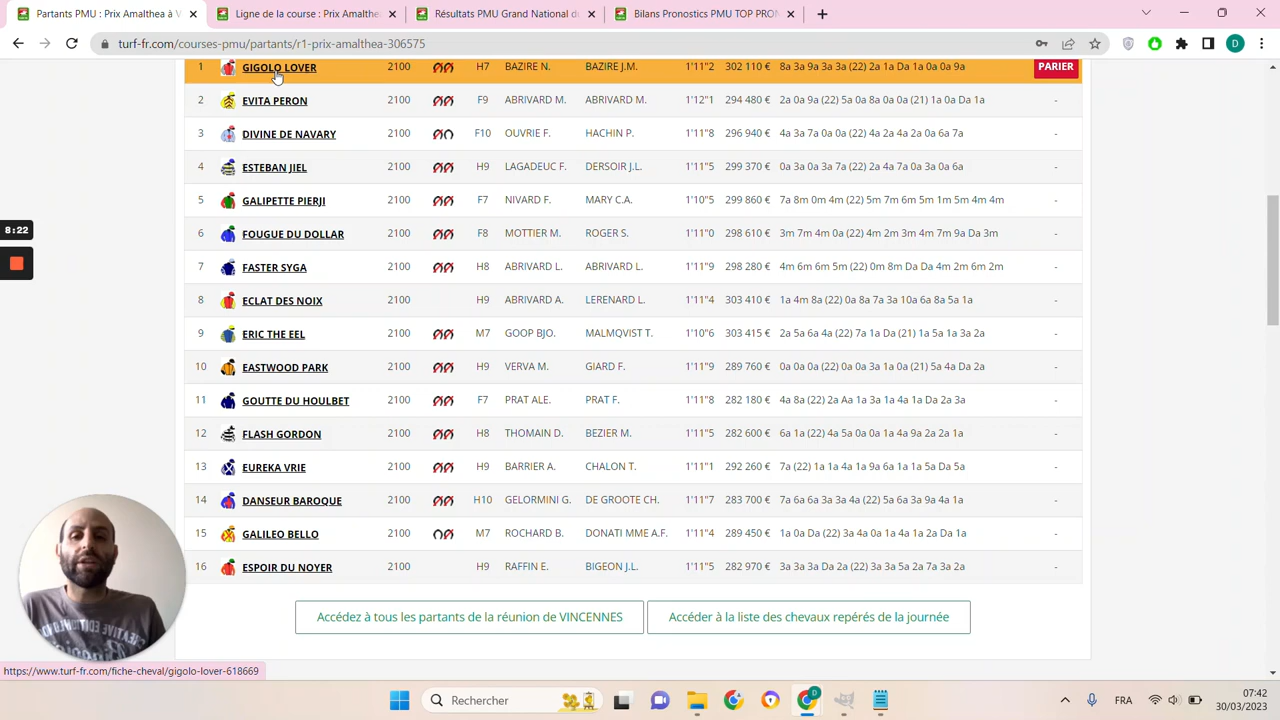 Partants PMU : Prix Amalthea à V
Ligne de la course : Prix Amalthe
Résultats PMU Grand National d
Bilans Pronostics PMU TOP PRO
turf-fr.com/courses-pmu/partants/r1-prix-amalthea-306575
1 GIGOLO LOVER 2100 H7 BAZIRE N. BAZIRE J.M. 1'11"2 302 110 € 8a 3a 9a 3a 3a (22) 2a 1a Da 1a 0a 0a 9a PARIER
2 EVITA PERON 2100 F9 ABRIVARD M. ABRIVARD M. 1'12"1 294 480 € 2a 0a 9a (22) 5a 0a 8a 0a 0a (21) 1a 0a Da 1a -
3 DIVINE DE NAVARY 2100 F10 OUVRIE F. HACHIN P. 1'11"8 296 940 € 4a 3a 7a 0a 0a (22) 4a 2a 4a 2a 0a 6a 7a -
4 ESTEBAN JIEL 2100 H9 LAGADEUC F. DERSOIR J.L. 1'11"5 299 370 € 0a 3a 0a 3a 7a (22) 2a 4a 7a 0a 3a 0a 6a -
5 GALIPETTE PIERJI 2100 F7 NIVARD F. MARY C.A. 1'10"5 299 860 € 7a 8m 0m 4m (22) 5m 7m 6m 5m 1m 5m 4m 4m -
6 FOUGUE DU DOLLAR 2100 F8 MOTTIER M. ROGER S. 1'11"0 298 610 € 3m 7m 4m 0a (22) 4m 2m 3m 4m 7m 9a Da 3m -
7 FASTER SYGA 2100 H8 ABRIVARD L. ABRIVARD L. 1'11"9 298 280 € 4m 6m 6m 5m (22) 0m 8m Da Da 4m 2m 6m 2m -
8 ECLAT DES NOIX 2100 H9 ABRIVARD A. LERENARD L. 1'11"4 303 410 € 1a 4m 8a (22) 0a 8a 7a 3a 10a 6a 8a 5a 1a -
9 ERIC THE EEL 2100 M7 GOOP BJO. MALMQVIST T. 1'10"6 303 415 € 2a 5a 6a 4a (22) 7a 1a Da (21) 1a 5a 1a 3a 2a -
10 EASTWOOD PARK 2100 H9 VERVA M. GIARD F. 1'11"9 289 760 € 0a 0a 0a (22) 0a 0a 3a 1a 0a (21) 5a 4a Da 2a -
11 GOUTTE DU HOULBET 2100 F7 PRAT ALE. PRAT F. 1'11"8 282 180 € 4a 8a (22) 2a Aa 1a 3a 1a 4a 1a Da 2a 3a -
12 FLASH GORDON 2100 H8 THOMAIN D. BEZIER M. 1'11"5 282 600 € 6a 1a (22) 4a 5a 0a 0a 1a 4a 9a 2a 2a 1a -
13 EUREKA VRIE 2100 H9 BARRIER A. CHALON T. 1'11"1 292 260 € 7a (22) 1a 1a 4a 1a 9a 6a 1a 1a 5a Da 5a -
14 DANSEUR BAROQUE 2100 H10 GELORMINI G. DE GROOTE CH. 1'11"7 283 700 € 7a 6a 6a 3a 3a 4a (22) 5a 6a 3a 9a 4a 1a -
15 GALILEO BELLO 2100 M7 ROCHARD B. DONATI MME A.F. 1'11"4 289 450 € 1a 0a Da (22) 3a 4a 0a 1a 4a 1a 2a Da 1a -
16 ESPOIR DU NOYER 2100 H9 RAFFIN E. BIGEON J.L. 1'11"5 282 970 € 3a 3a 3a Da 2a (22) 3a 3a 5a 2a 7a 3a 2a -
8:22
Accédez à tous les partants de la réunion de VINCENNES
Accéder à la liste des chevaux repérés de la journée
https://www.turf-fr.com/fiche-cheval/gigolo-lover-618669
Rechercher
FRA
07:42
30/03/2023